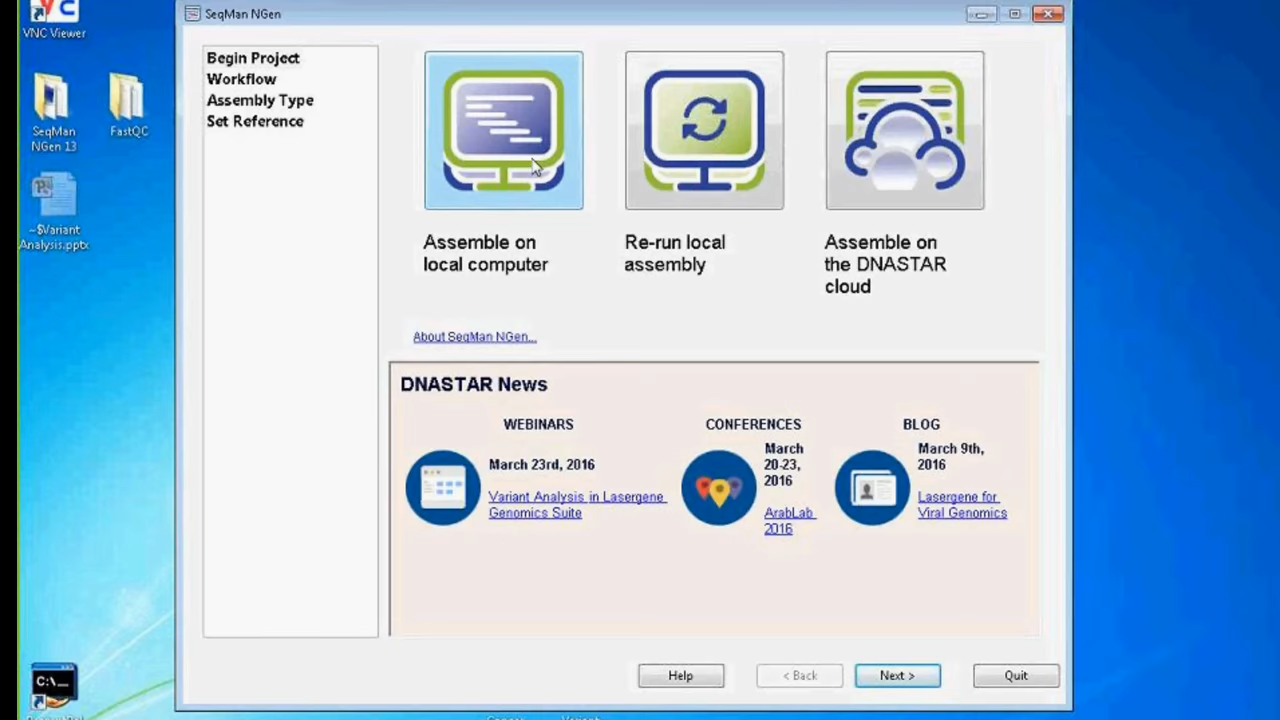 VNC Viewer
SeqMan
NGen 13
FastQC
~$Variant
Analysis.pptx
C:\_
SeqMan NGen
Begin Project
Workflow
Assembly Type
Set Reference
Assemble on
local computer
Re-run local
assembly
Assemble on
the DNASTAR
cloud
About SeqMan NGen...
DNASTAR News
WEBINARS
March 23rd, 2016
Variant Analysis in Lasergene
Genomics Suite
CONFERENCES
March
20-23,
2016
ArabLab
2016
BLOG
March 9th,
2016
Lasergene for
Viral Genomics
Help
< Back
Next >
Quit